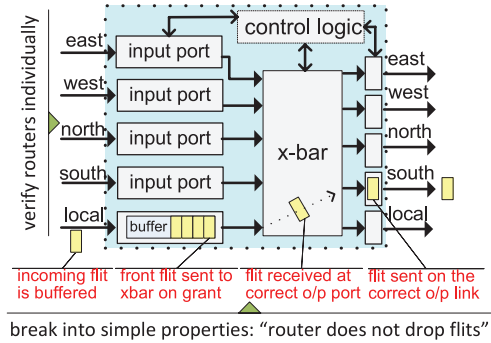 control logic
east
input port
east
west
input port
west
north
input port
x-bar
north
south
input port
south
local
buffer
local
verify routers individually
incoming flit
is buffered
front flit sent to
xbar on grant
flit received at
correct o/p port
flit sent on the
correct o/p link
break into simple properties: “router does not drop flits”